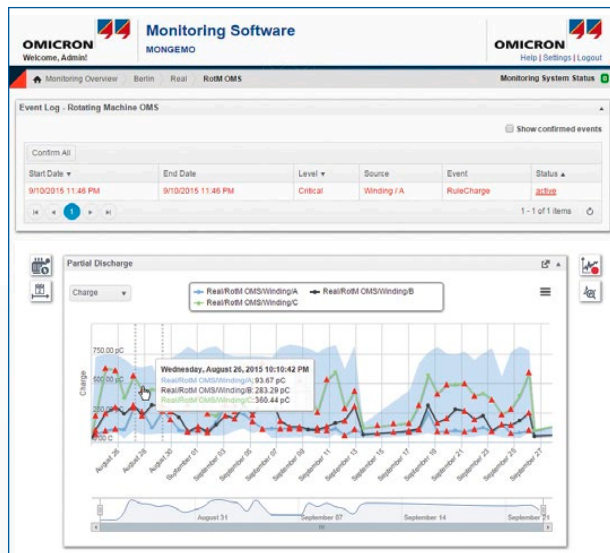 OMICRON
Welcome, Admin!
Monitoring Software
MONGEMO
OMICRON
Help | Settings | Logout
Monitoring Overview Berlin Real RotM OMS
Monitoring System Status 0
Event Log - Rotating Machine OMS
Show confirmed events
Confirm All
Start Date End Date Level Source Event Status
9/10/2015 11:46 PM 9/10/2015 11:46 PM Critical Winding / A RuleCharge active
1
1 - 1 of 1 items
Partial Discharge
Charge
Real/RotM OMS/Winding/A Real/RotM OMS/Winding/B
Real/RotM OMS/Winding/C
750.00 pC
Charge
Wednesday, August 26, 2015 10:10:42 PM
Real/RotM OMS/Winding/A: 93.67 pC
Real/RotM OMS/Winding/B: 283.29 pC
Real/RotM OMS/Winding/C: 360.44 pC
August 26 August 28 August 30 September 01 September 03 September 05 September 07 September 09 September 11 September 13 September 15 September 17 September 19 September 21 September 23 September 25 September 27
August 31 September 07 September 14 September 21